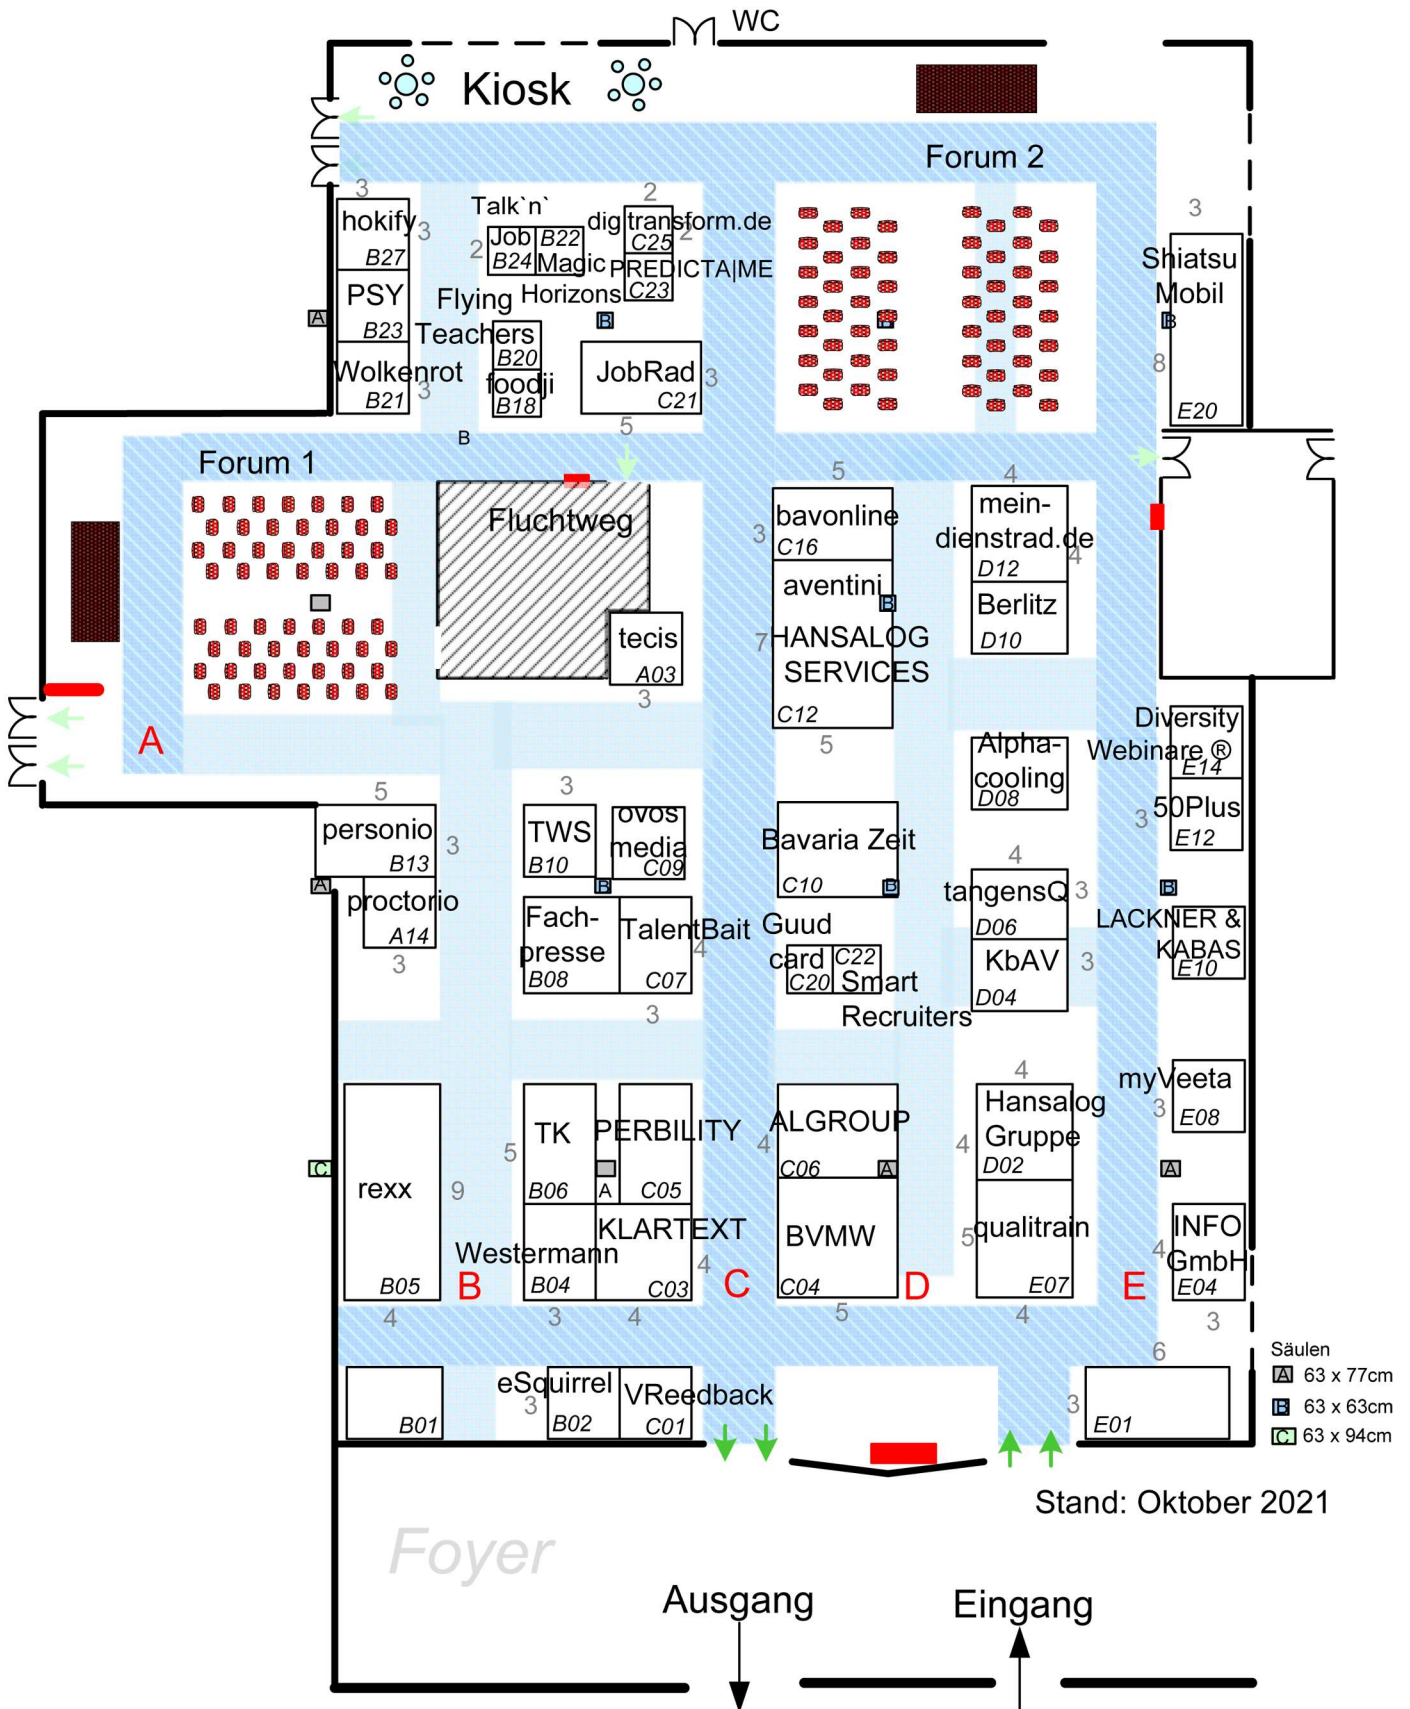 WC
Kiosk
Forum 2
3
hokify
B27
3
Talk`n`
Job
B24
B22
Magic
2
2
dig transform.de
C25
2
PREDICTA|ME
C23
3
Shiatsu
Mobil
B
8
E20
A
PSY
B23
Flying
Teachers
B20
Horizons
B
Wolkenrot
B21
3
foodji
B18
JobRad
C21
3
5
B
Forum 1
Fluchtweg
5
bavonline
C16
3
4
mein-
dienstrad.de
D12
4
aventini
B
HANSALOG
SERVICES
7
C12
5
Berlitz
D10
tecis
A03
3
A
Diversity
Webinare ®
E14
Alpha-
cooling
D08
50Plus
E12
3
5
personio
B13
3
A
proctorio
A14
3
3
TWS
B10
ovos
media
C09
B
Bavaria Zeit
C10
B
4
tangensQ
D06
3
B
Fach-
presse
B08
TalentBait
C07
4
3
Guud
card
C20
C22
Smart
Recruiters
KbAV
D04
3
LACKNER &
KABAS
E10
myVeeta
E08
3
C
rexx
B05
9
4
5
TK
B06
A
PERBILITY
C05
ALGROUP
C06
4
A
4
Hansalog
Gruppe
D02
4
A
Westermann
B04
3
KLARTEXT
C03
4
4
BVMW
C04
5
qualitrain
E07
5
4
INFO
GmbH
E04
4
3
B
C
D
E
B01
eSquirrel
B02
3
VReedback
C01
6
3
E01
Säulen
A 63 x 77cm
B 63 x 63cm
C 63 x 94cm
Stand: Oktober 2021
Foyer
Ausgang
Eingang